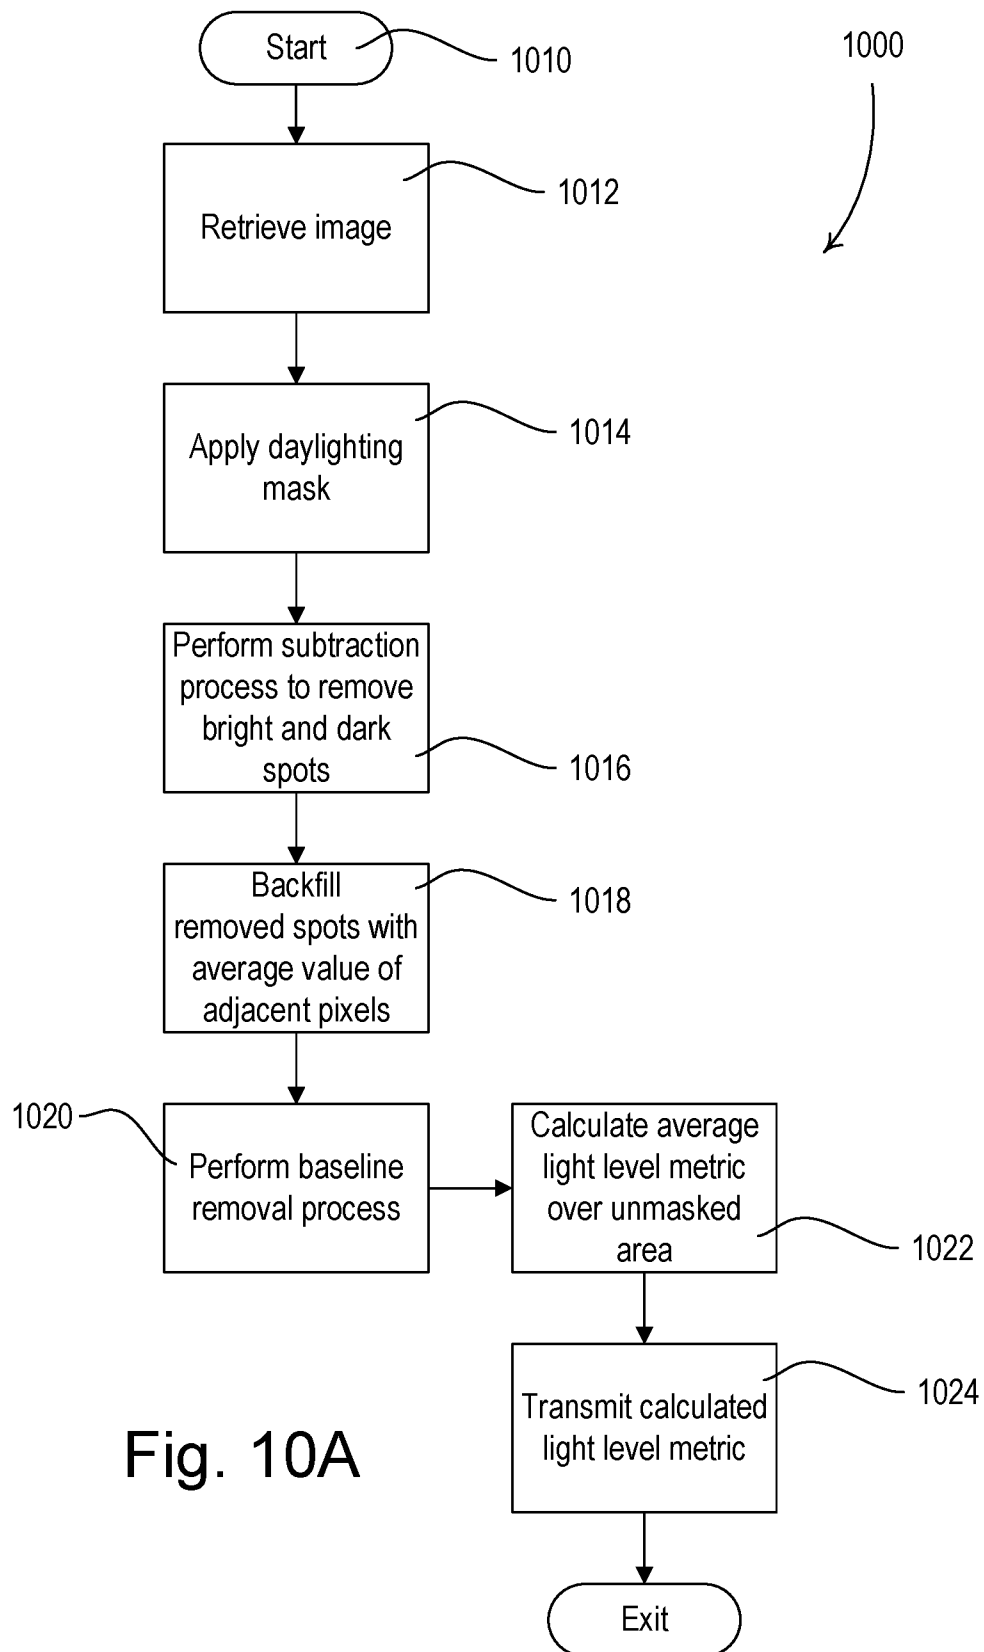 Start
1010
1000
Retrieve image
1012
Apply daylighting
mask
1014
Perform subtraction
process to remove
bright and dark
spots
1016
Backfill
removed spots with
average value of
adjacent pixels
1018
1020
Perform baseline
removal process
Calculate average
light level metric
over unmasked
area
1022
Transmit calculated
light level metric
1024
Fig. 10A
Exit